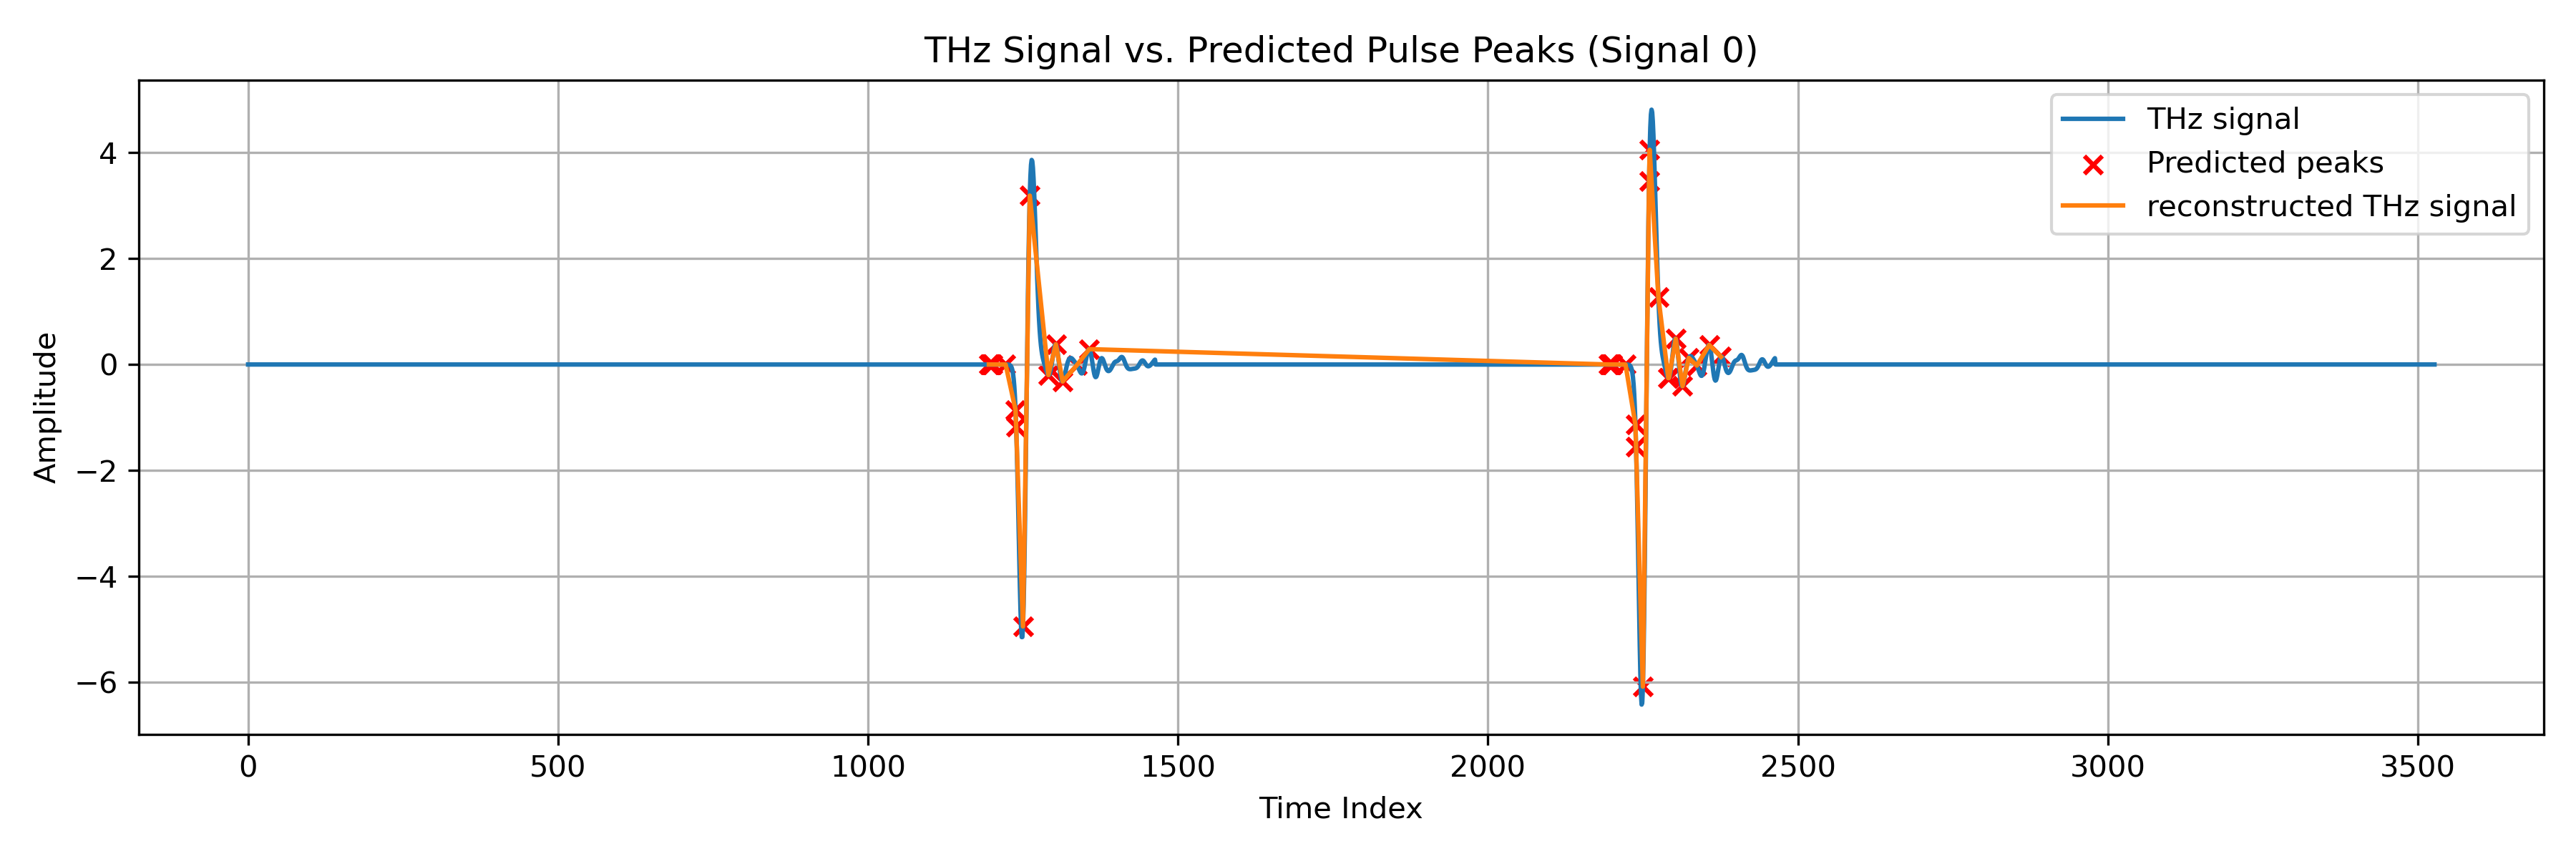 THz Signal vs. Predicted Pulse Peaks (Signal 0)
THz signal
Predicted peaks
reconstructed THz signal
Amplitude
4
2
0
−2
−4
−6
0 500 1000 1500 2000 2500 3000 3500
Time Index